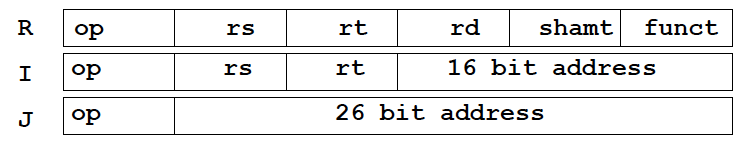 R op rs rt rd shamt funct
I op rs rt 16 bit address
J op 26 bit address